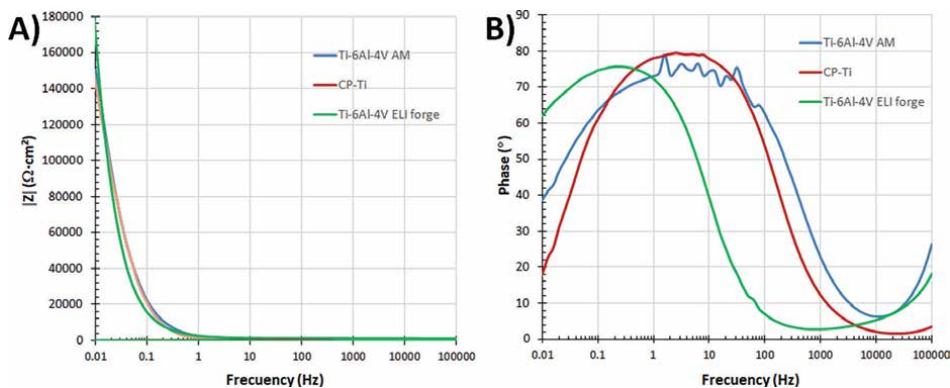 A)
180000
160000
140000
120000
100000
80000
60000
40000
20000
0
|Z| (Ω·cm²)
Ti-6Al-4V AM
CP-TI
Ti-6Al-4V ELI forge
0.01 0.1 1 10 100 1000 10000 100000
Frecuency (Hz)
B)
90
80
70
60
50
40
30
20
10
0
Phase (°)
Ti-6Al-4V AM
CP-TI
Ti-6Al-4V ELI forge
0.01 0.1 1 10 100 1000 10000 100000
Frecuency (Hz)